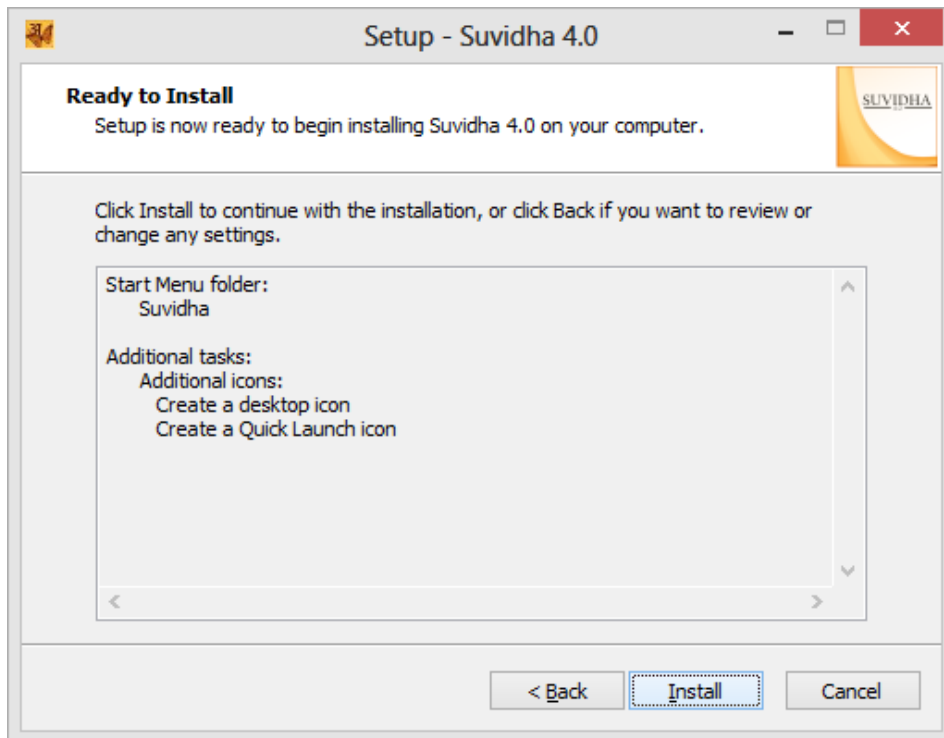 Setup - Suvidha 4.0
Ready to Install
Setup is now ready to begin installing Suvidha 4.0 on your computer.
SUVIDHA
Click Install to continue with the installation, or click Back if you want to review or
change any settings.
Start Menu folder:
Suvidha
Additional tasks:
Additional icons:
Create a desktop icon
Create a Quick Launch icon
< Back
Install
Cancel